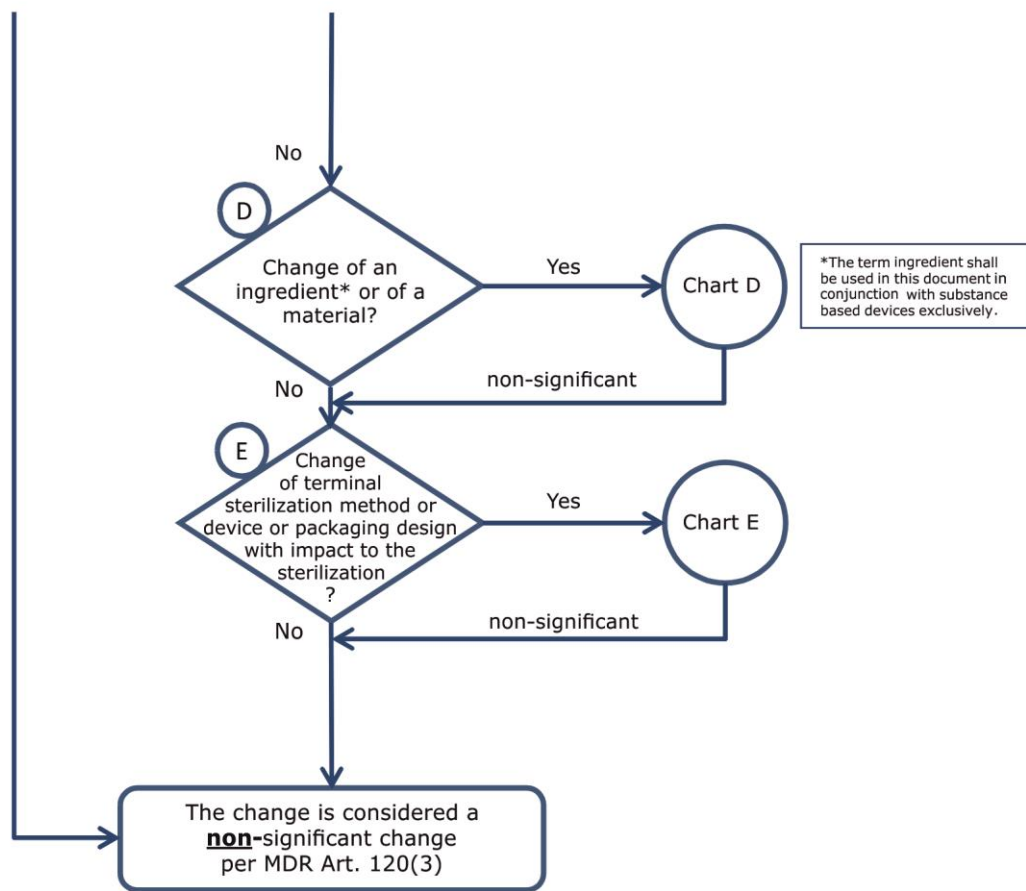 No
D
Change of an
ingredient* or of a
material?
Yes
Chart D
*The term ingredient shall
be used in this document in
conjunction with substance
based devices exclusively.
No
non-significant
E
Change
of terminal
sterilization method or
device or packaging design
with impact to the
sterilization
?
Yes
Chart E
No
non-significant
The change is considered a
non-significant change
per MDR Art. 120(3)